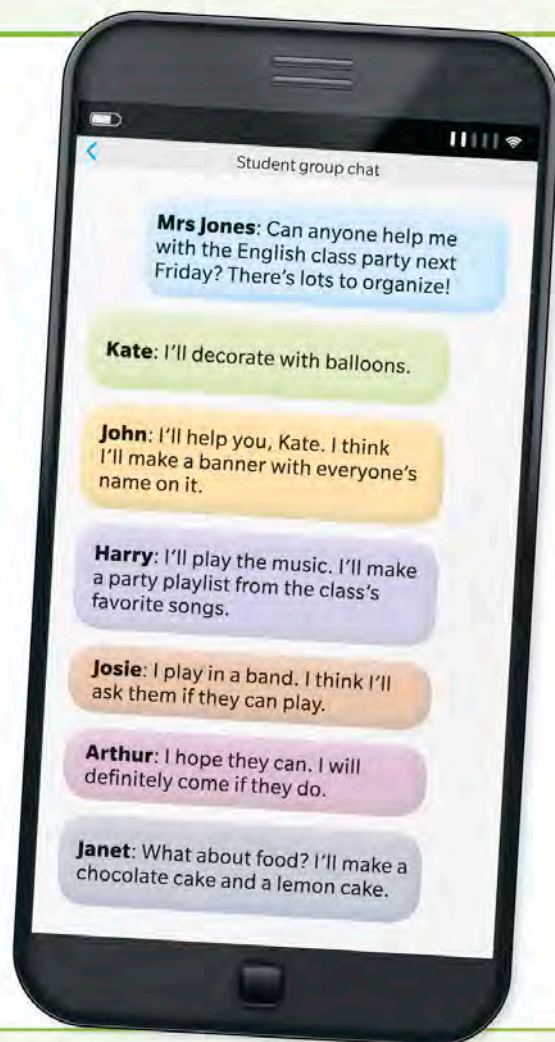 Student group chat
Mrs Jones: Can anyone help me
with the English class party next
Friday? There's lots to organize!
Kate: I'll decorate with balloons.
John: I'll help you, Kate. I think
I'll make a banner with everyone's
name on it.
Harry: I'll play the music. I'll make
a party playlist from the class's
favorite songs.
Josie: I play in a band. I think I'll
ask them if they can play.
Arthur: I hope they can. I will
definitely come if they do.
Janet: What about food? I'll make a
chocolate cake and a lemon cake.